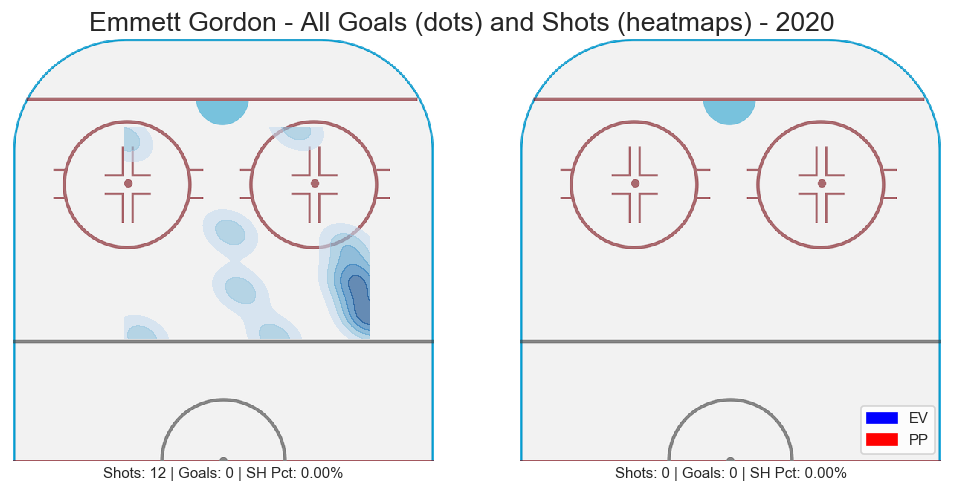 Emmett Gordon - All Goals (dots) and Shots (heatmaps) - 2020
EV
PP
Shots: 12 | Goals: 0 | SH Pct: 0.00%
Shots: 0 | Goals: 0 | SH Pct: 0.00%